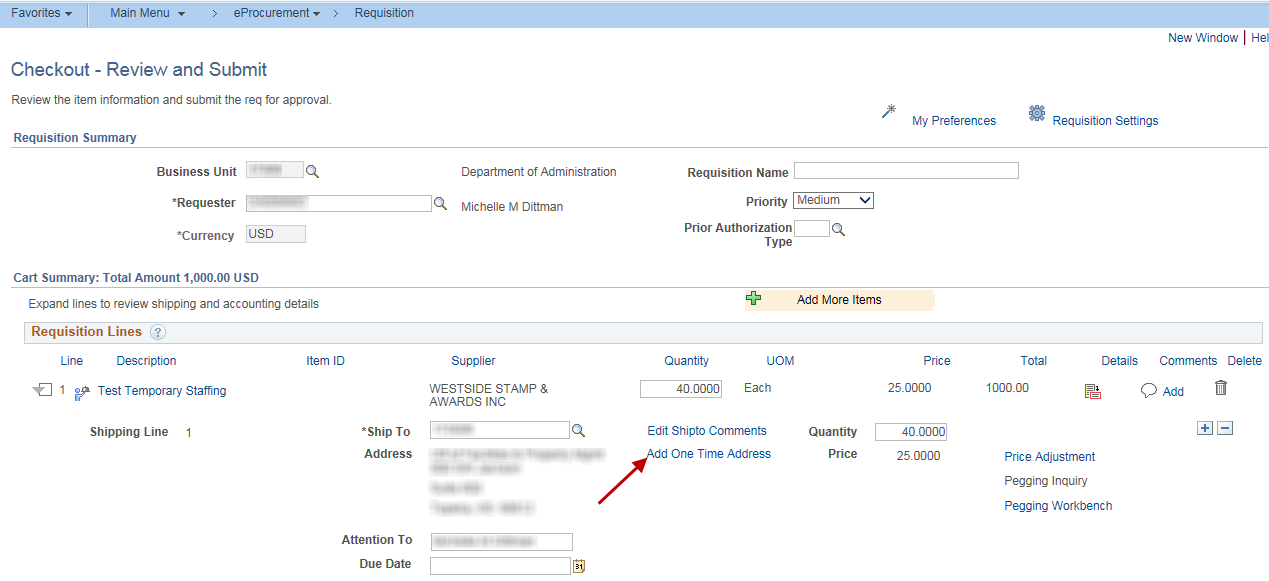 Favorites Main Menu > eProcurement > Requisition
New Window Hel
Checkout - Review and Submit
Review the item information and submit the req for approval.
My Preferences Requisition Settings
Requisition Summary
Business Unit Department of Administration Requisition Name
*Requester Michelle M Dittman Priority Medium
*Currency USD Prior Authorization Type
Cart Summary: Total Amount 1,000.00 USD
Expand lines to review shipping and accounting details Add More Items
Requisition Lines ?
Line Description Item ID Supplier Quantity UOM Price Total Details Comments Delete
1 Test Temporary Staffing WESTSIDE STAMP & AWARDS INC 40.0000 Each 25.0000 1000.00 Add
Shipping Line 1 *Ship To Edit Shipto Comments Quantity 40.0000
Address Add One Time Address Price 25.0000 Price Adjustment
Pegging Inquiry
Pegging Workbench
Attention To
Due Date 31